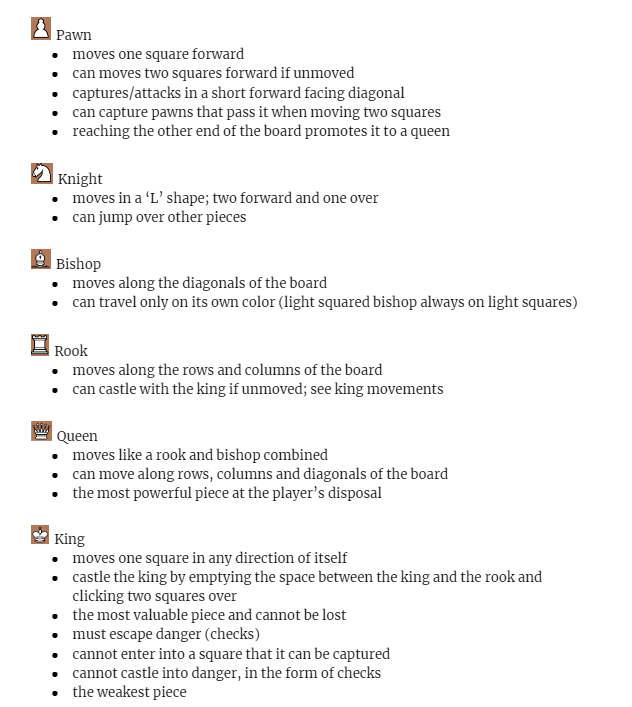 Pawn
• moves one square forward
• can moves two squares forward if unmoved
• captures/attacks in a short forward facing diagonal
• can capture pawns that pass it when moving two squares
• reaching the other end of the board promotes it to a queen
Knight
• moves in a ‘L’ shape; two forward and one over
• can jump over other pieces
Bishop
• moves along the diagonals of the board
• can travel only on its own color (light squared bishop always on light squares)
Rook
• moves along the rows and columns of the board
• can castle with the king if unmoved; see king movements
Queen
• moves like a rook and bishop combined
• can move along rows, columns and diagonals of the board
• the most powerful piece at the player’s disposal
King
• moves one square in any direction of itself
• castle the king by emptying the space between the king and the rook and
clicking two squares over
• the most valuable piece and cannot be lost
• must escape danger (checks)
• cannot enter into a square that it can be captured
• cannot castle into danger, in the form of checks
• the weakest piece